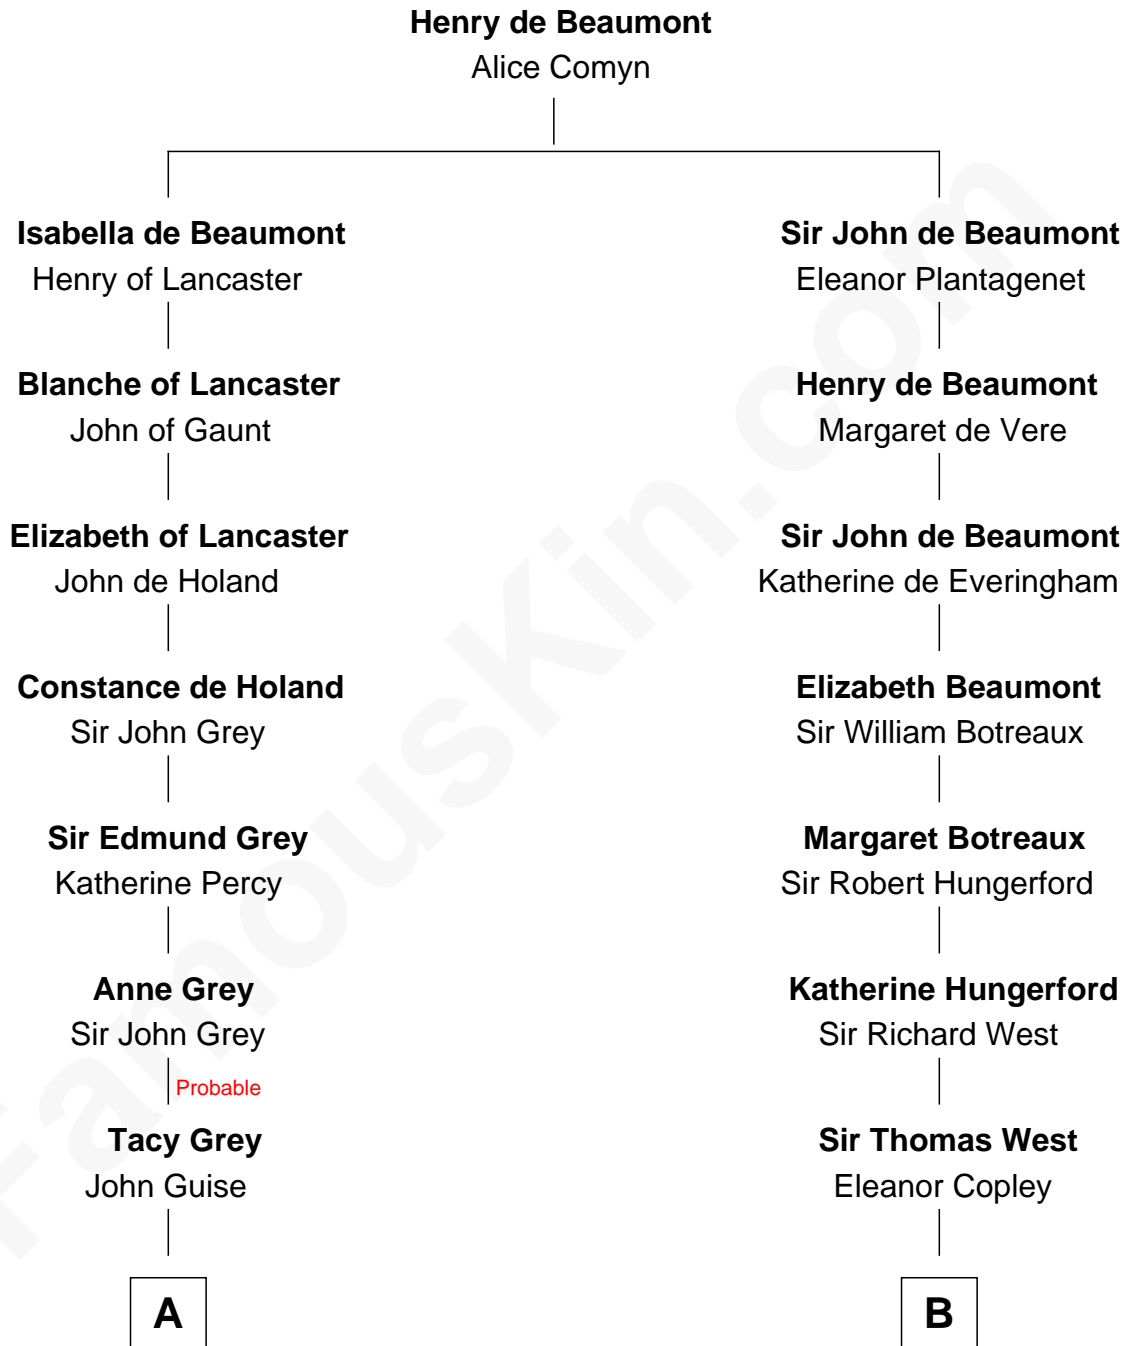 Henry de Beaumont
Alice Comyn
Isabella de Beaumont
Henry of Lancaster
Sir John de Beaumont
Eleanor Plantagenet
Blanche of Lancaster
John of Gaunt
Henry de Beaumont
Margaret de Vere
Elizabeth of Lancaster
John de Holand
Sir John de Beaumont
Katherine de Everingham
Constance de Holand
Sir John Grey
Elizabeth Beaumont
Sir William Botreaux
Sir Edmund Grey
Katherine Percy
Margaret Botreaux
Sir Robert Hungerford
Anne Grey
Sir John Grey
Katherine Hungerford
Sir Richard West
Probable
Tacy Grey
John Guise
Sir Thomas West
Eleanor Copley
A
B
FamousKin.com